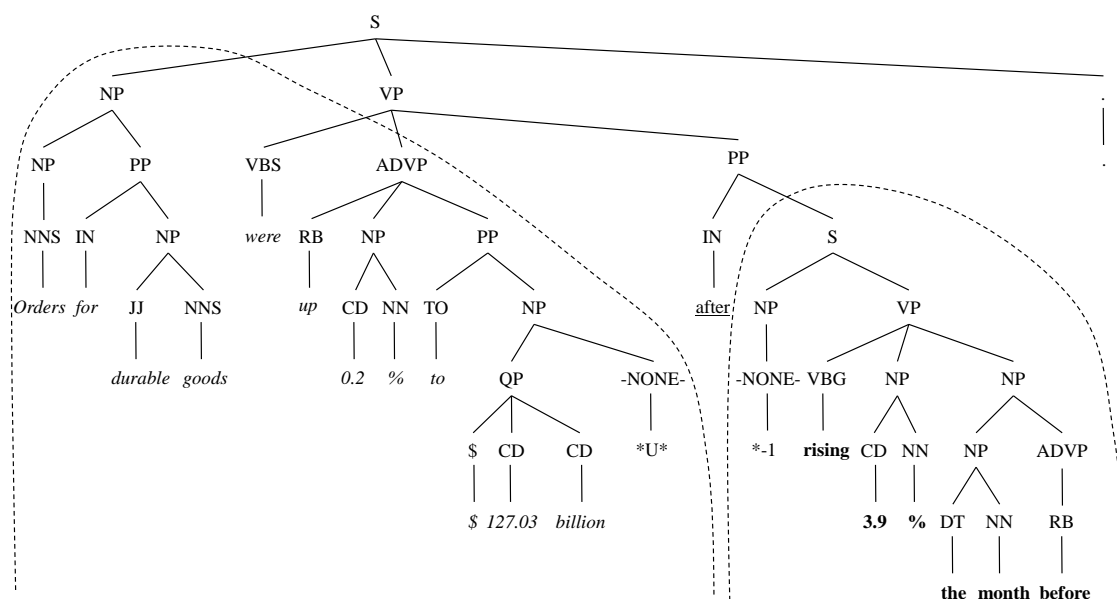 S
NP VP
NP PP VBS ADVP PP
NNS IN NP were RB NP PP IN S
Orders for JJ NNS up CD NN TO NP after NP VP
durable goods 0.2 % to QP -NONE- -NONE- VBG NP NP
$ CD CD *U* *-1 rising CD NN NP ADVP
$ 127.03 billion 3.9 % DT NN RB
the month before